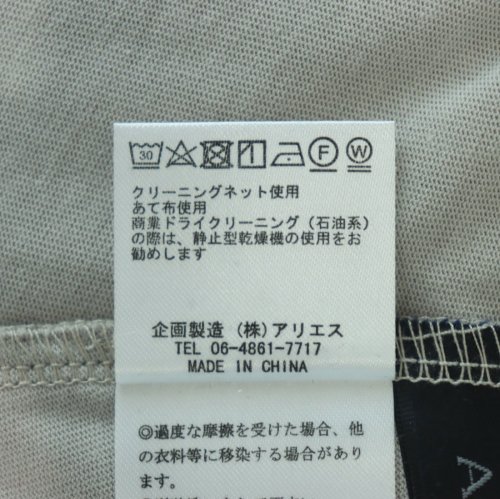 30 F W
クリーニングネット使用
あて布使用
商業ドライクリーニング（石油系）
の際は、静止型乾燥機の使用をお
勧めします
企画製造（株）アリエス
TEL 06-4861-7717
MADE IN CHINA
◎過度な摩擦を受けた場合、他
の衣料等に移染する場合があり
ます。
A